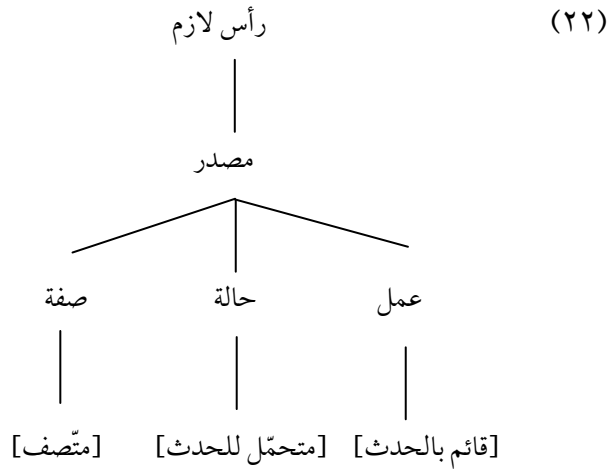 (٢٢) رأس لازم
مصدر
عمل حالة صفة
[قائم بالحدث] [متحمّل للحدث] [متّصف]